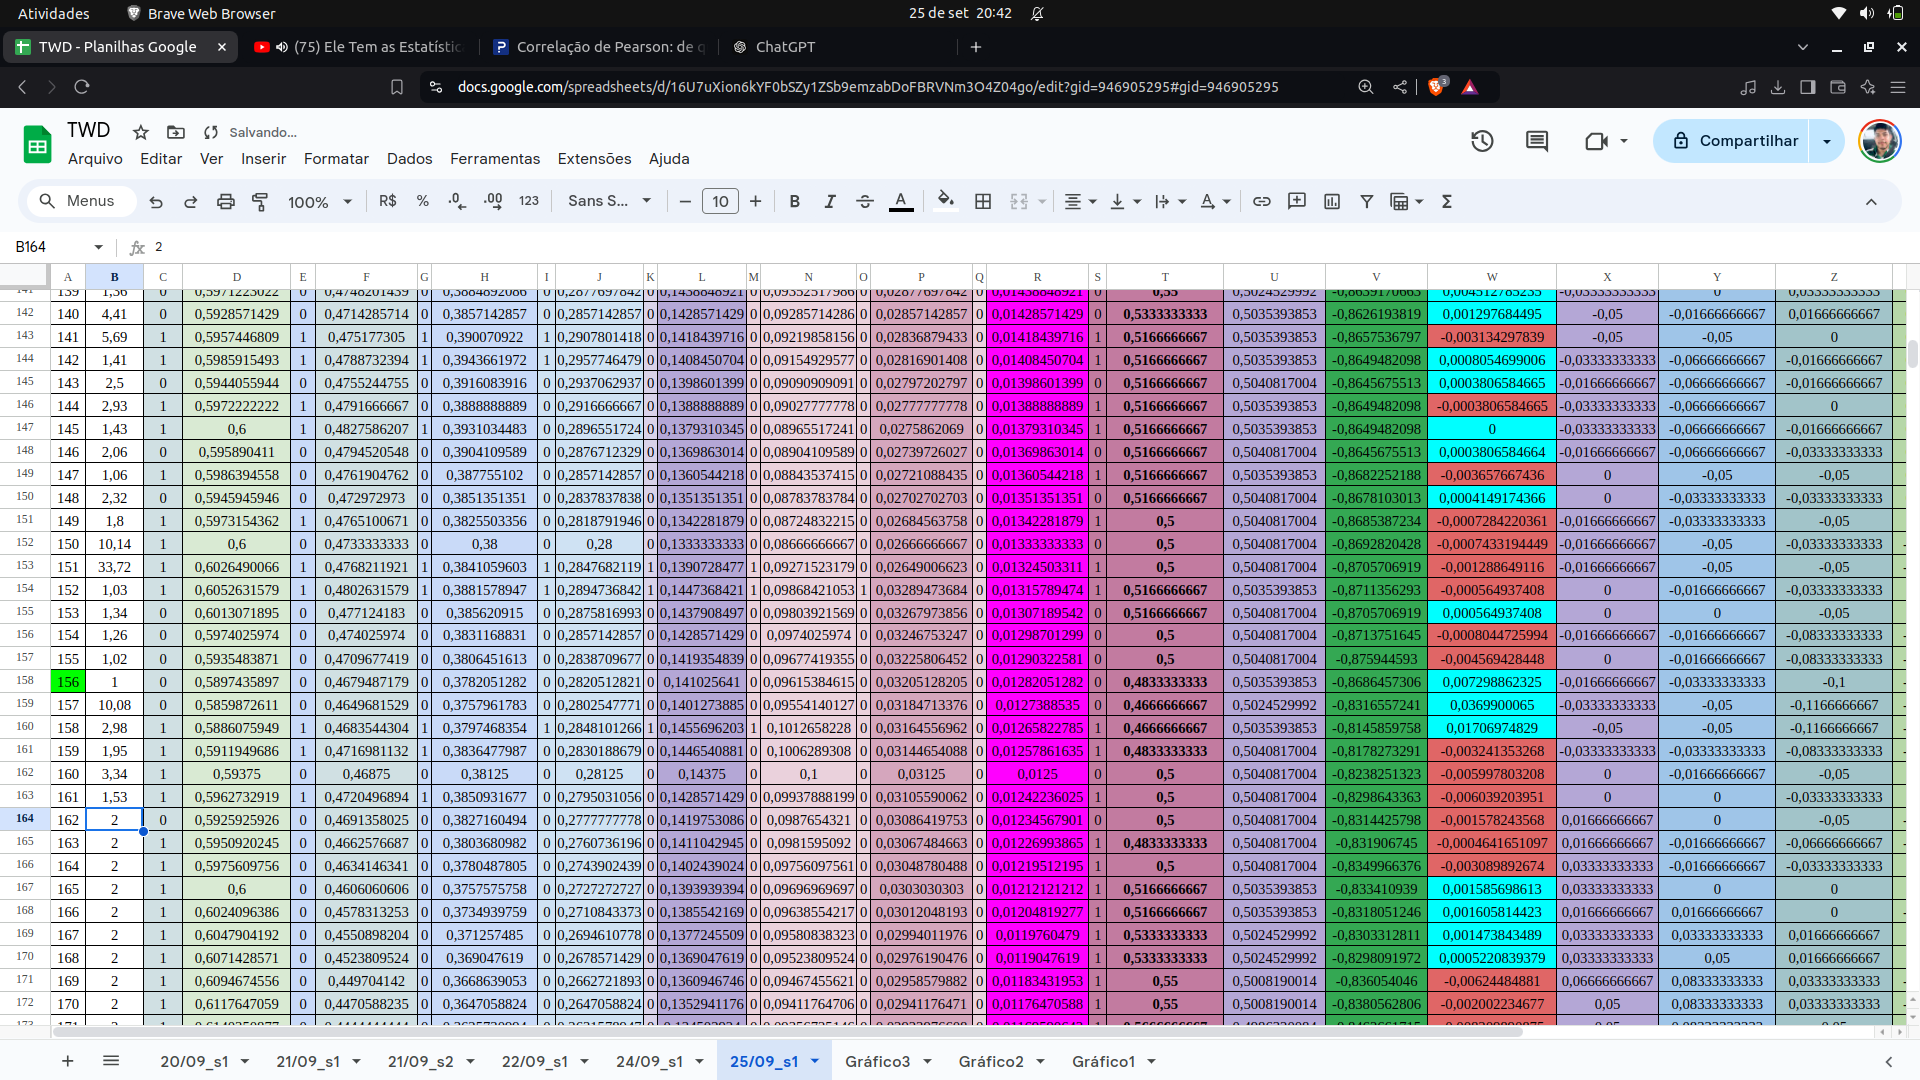 Atividades Brave Web Browser 25 de set 20:42
TWD - Planilhas Google (75) Ele Tem as Estatístic Correlação de Pearson: de q ChatGPT
docs.google.com/spreadsheets/d/16U7uXion6kYF0bSZy1ZSb9emzabDoFBRVNm3O4Z04go/edit?gid=946905295#gid=946905295 3
TWD Salvando...
Arquivo Editar Ver Inserir Formatar Dados Ferramentas Extensões Ajuda Compartilhar
Menus 100% R$ % .0 .00 123 Sans S... 10 B I A Σ
B164 fx 2
A B C D E F G H I J K L M N O P Q R S T U V W X Y Z
142 140 4,41 0 0,5928571429 0 0,4714285714 0 0,3857142857 0 0,2857142857 0 0,1428571429 0 0,09285714286 0 0,02857142857 0 0,01428571429 0 0,5333333333 0,5035393853 -0,8626193819 0,001297684495 -0,05 -0,01666666667 0,01666666667
143 141 5,69 1 0,5957446809 1 0,475177305 1 0,390070922 1 0,2907801418 0 0,1418439716 0 0,09219858156 0 0,02836879433 0 0,01418439716 1 0,5166666667 0,5035393853 -0,8657536797 -0,003134297839 -0,05 -0,05 0
144 142 1,41 1 0,5985915493 1 0,4788732394 1 0,3943661972 1 0,2957746479 0 0,1408450704 0 0,09154929577 0 0,02816901408 0 0,01408450704 1 0,5166666667 0,5035393853 -0,8649482098 0,0008054699006 -0,03333333333 -0,06666666667 -0,01666666667
145 143 2,5 0 0,5944055944 0 0,4755244755 0 0,3916083916 0 0,2937062937 0 0,1398601399 0 0,09090909091 0 0,02797202797 0 0,01398601399 0 0,5166666667 0,5040817004 -0,8645675513 0,0003806584665 -0,01666666667 -0,06666666667 -0,01666666667
146 144 2,93 1 0,5972222222 1 0,4791666667 0 0,3888888889 0 0,2916666667 0 0,1388888889 0 0,09027777778 0 0,02777777778 0 0,01388888889 1 0,5166666667 0,5035393853 -0,8649482098 -0,0003806584665 -0,03333333333 -0,06666666667 0
147 145 1,43 1 0,6 1 0,4827586207 1 0,3931034483 0 0,2896551724 0 0,1379310345 0 0,08965517241 0 0,0275862069 0 0,01379310345 1 0,5166666667 0,5035393853 -0,8649482098 0 -0,03333333333 -0,06666666667 -0,01666666667
148 146 2,06 0 0,595890411 0 0,4794520548 0 0,3904109589 0 0,2876712329 0 0,1369863014 0 0,08904109589 0 0,02739726027 0 0,01369863014 0 0,5166666667 0,5040817004 -0,8645675513 0,0003806584664 -0,01666666667 -0,06666666667 -0,03333333333
149 147 1,06 1 0,5986394558 0 0,4761904762 0 0,387755102 0 0,2857142857 0 0,1360544218 0 0,08843537415 0 0,02721088435 0 0,01360544218 1 0,5166666667 0,5035393853 -0,8682252188 -0,003657667436 0 -0,05 -0,05
150 148 2,32 0 0,5945945946 0 0,472972973 0 0,3851351351 0 0,2837837838 0 0,1351351351 0 0,08783783784 0 0,02702702703 0 0,01351351351 0 0,5166666667 0,5040817004 -0,8678103013 0,0004149174366 0 -0,03333333333 -0,03333333333
151 149 1,8 1 0,5973154362 1 0,4765100671 0 0,3825503356 0 0,2818791946 0 0,1342281879 0 0,08724832215 0 0,02684563758 0 0,01342281879 1 0,5 0,5040817004 -0,8685387234 -0,0007284220361 -0,01666666667 -0,03333333333 -0,05
152 150 10,14 1 0,6 0 0,4733333333 0 0,38 0 0,28 0 0,1333333333 0 0,08666666667 0 0,02666666667 0 0,01333333333 0 0,5 0,5040817004 -0,8692820428 -0,0007433194449 -0,01666666667 -0,05 -0,03333333333
153 151 33,72 1 0,6026490066 1 0,4768211921 1 0,3841059603 1 0,2847682119 1 0,1390728477 1 0,09271523179 0 0,02649006623 0 0,01324503311 0 0,5 0,5040817004 -0,8705706919 -0,001288649116 -0,01666666667 -0,05 -0,05
154 152 1,03 1 0,6052631579 1 0,4802631579 1 0,3881578947 1 0,2894736842 1 0,1447368421 1 0,09868421053 1 0,03289473684 0 0,01315789474 1 0,5166666667 0,5035393853 -0,8711356293 -0,000564937408 0 -0,01666666667 -0,03333333333
155 153 1,34 0 0,6013071895 0 0,477124183 0 0,385620915 0 0,2875816993 0 0,1437908497 0 0,09803921569 0 0,03267973856 0 0,01307189542 0 0,5166666667 0,5040817004 -0,8705706919 0,000564937408 0 0 -0,05
156 154 1,26 0 0,5974025974 0 0,474025974 0 0,3831168831 0 0,2857142857 0 0,1428571429 0 0,0974025974 0 0,03246753247 0 0,01298701299 0 0,5 0,5040817004 -0,8713751645 -0,0008044725994 -0,01666666667 -0,01666666667 -0,08333333333
157 155 1,02 0 0,5935483871 0 0,4709677419 0 0,3806451613 0 0,2838709677 0 0,1419354839 0 0,09677419355 0 0,03225806452 0 0,01290322581 0 0,5 0,5040817004 -0,875944593 -0,004569428448 0 -0,01666666667 -0,08333333333
158 156 1 0 0,5897435897 0 0,4679487179 0 0,3782051282 0 0,2820512821 0 0,141025641 0 0,09615384615 0 0,03205128205 0 0,01282051282 0 0,4833333333 0,5035393853 -0,8686457306 0,007298862325 -0,01666666667 -0,03333333333 -0,1
159 157 10,08 0 0,5859872611 0 0,4649681529 0 0,3757961783 0 0,2802547771 0 0,1401273885 0 0,09554140127 0 0,03184713376 0 0,0127388535 0 0,4666666667 0,5024529992 -0,8316557241 0,0369900065 -0,03333333333 -0,05 -0,1166666667
160 158 2,98 1 0,5886075949 1 0,4683544304 1 0,3797468354 1 0,2848101266 1 0,1455696203 1 0,1012658228 0 0,03164556962 0 0,01265822785 1 0,4666666667 0,5040817004 -0,8145859758 0,01706974829 -0,05 -0,05 -0,1166666667
161 159 1,95 1 0,5911949686 1 0,4716981132 1 0,3836477987 0 0,2830188679 0 0,1446540881 0 0,1006289308 0 0,03144654088 0 0,01257861635 1 0,4833333333 0,5040817004 -0,8178273291 -0,003241353268 -0,03333333333 -0,03333333333 -0,08333333333
162 160 3,34 1 0,59375 0 0,46875 0 0,38125 0 0,28125 0 0,14375 0 0,1 0 0,03125 0 0,0125 0 0,5 0,5040817004 -0,8238251323 -0,005997803208 0 -0,01666666667 -0,05
163 161 1,53 1 0,5962732919 1 0,4720496894 1 0,3850931677 0 0,2795031056 0 0,1428571429 0 0,09937888199 0 0,03105590062 0 0,01242236025 1 0,5 0,5040817004 -0,8298643363 -0,006039203951 0 0 -0,03333333333
164 162 2 0 0,5925925926 0 0,4691358025 0 0,3827160494 0 0,2777777778 0 0,1419753086 0 0,0987654321 0 0,03086419753 0 0,01234567901 0 0,5 0,5040817004 -0,8314425798 -0,001578243568 0,01666666667 0 -0,05
165 163 2 1 0,5950920245 0 0,4662576687 0 0,3803680982 0 0,2760736196 0 0,1411042945 0 0,0981595092 0 0,03067484663 0 0,01226993865 1 0,4833333333 0,5040817004 -0,831906745 -0,0004641651097 0,01666666667 -0,01666666667 -0,06666666667
166 164 2 1 0,5975609756 0 0,4634146341 0 0,3780487805 0 0,2743902439 0 0,1402439024 0 0,09756097561 0 0,03048780488 0 0,01219512195 1 0,5 0,5040817004 -0,8349966376 -0,003089892674 0,03333333333 -0,01666666667 -0,03333333333
167 165 2 1 0,6 0 0,4606060606 0 0,3757575758 0 0,2727272727 0 0,1393939394 0 0,09696969697 0 0,0303030303 0 0,01212121212 1 0,5166666667 0,5035393853 -0,833410939 0,001585698613 0,03333333333 0 0
168 166 2 1 0,6024096386 0 0,4578313253 0 0,3734939759 0 0,2710843373 0 0,1385542169 0 0,09638554217 0 0,03012048193 0 0,01204819277 1 0,5166666667 0,5035393853 -0,8318051246 0,001605814423 0,01666666667 0,01666666667 0
169 167 2 1 0,6047904192 0 0,4550898204 0 0,371257485 0 0,2694610778 0 0,1377245509 0 0,09580838323 0 0,02994011976 0 0,0119760479 1 0,5333333333 0,5024529992 -0,8303312811 0,001473843489 0,03333333333 0,03333333333 0,01666666667
170 168 2 1 0,6071428571 0 0,4523809524 0 0,369047619 0 0,2678571429 0 0,1369047619 0 0,09523809524 0 0,02976190476 0 0,0119047619 1 0,5333333333 0,5024529992 -0,8298091972 0,0005220839379 0,03333333333 0,05 0,01666666667
171 169 2 1 0,6094674556 0 0,449704142 0 0,3668639053 0 0,2662721893 0 0,1360946746 0 0,09467455621 0 0,02958579882 0 0,01183431953 1 0,55 0,5008190014 -0,836054046 -0,00624484881 0,06666666667 0,08333333333 0,03333333333
172 170 2 1 0,6117647059 0 0,4470588235 0 0,3647058824 0 0,2647058824 0 0,1352941176 0 0,09411764706 0 0,02941176471 0 0,01176470588 1 0,55 0,5008190014 -0,8380562806 -0,002002234677 0,05 0,08333333333 0,03333333333
20/09_s1 21/09_s1 21/09_s2 22/09_s1 24/09_s1 25/09_s1 Gráfico3 Gráfico2 Gráfico1